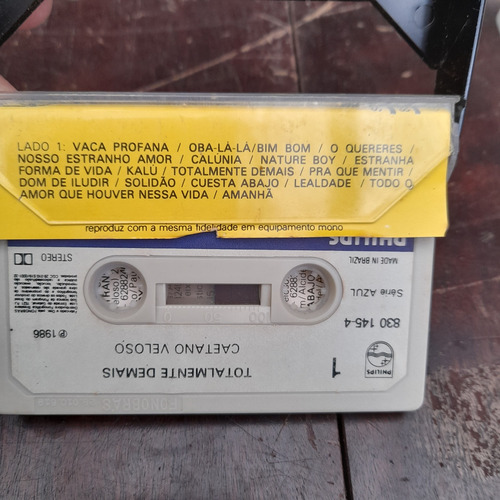 LADO 1: VACA PROFANA / OBA-LÁ-LÁ/BIM BOM / O QUERERES /
NOSSO ESTRANHO AMOR / CALÚNIA / NATURE BOY / ESTRANHA
FORMA DE VIDA / KALÚ / TOTALMENTE DEMAIS / PRA QUE MENTIR /
DOM DE ILUDIR / SOLIDÃO / CUESTA ABAJO / LEALDADE / TODO O
AMOR QUE HOUVER NESSA VIDA / AMANHÃ
reproduz com a mesma fidelidade em equipamento mono
PHILIPS
1
TOTALMENTE DEMAIS
CAETANO VELOSO
PHILIPS
830 145-4
Série AZUL
MADE IN BRAZIL
℗ 1986
STEREO